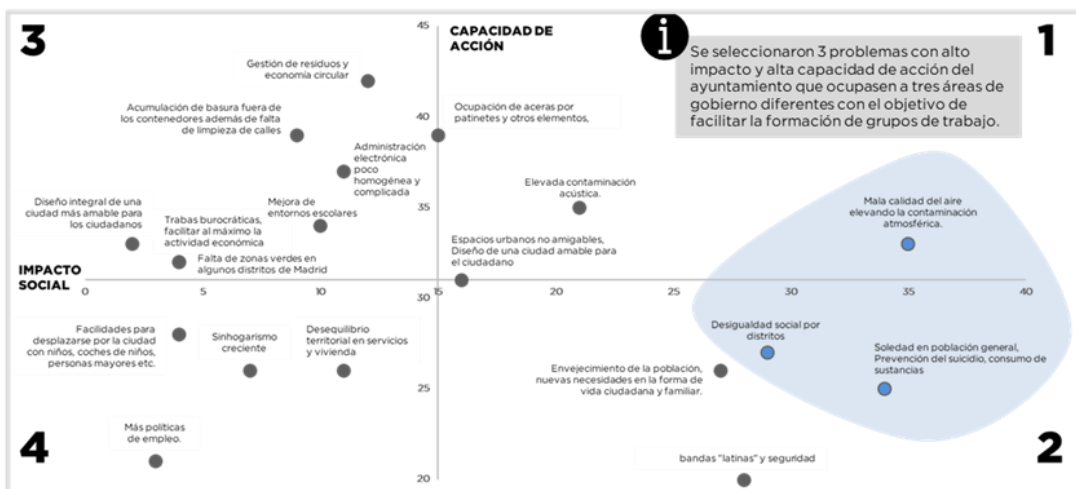 3
CAPACIDAD DE
ACCIÓN
1
Se seleccionaron 3 problemas con alto
impacto y alta capacidad de acción del
ayuntamiento que ocupasen a tres áreas de
gobierno diferentes con el objetivo de
facilitar la formación de grupos de trabajo.
i
45
Gestión de residuos y
economía circular
Acumulación de basura fuera de
los contenedores además de falta
de limpieza de calles
40
Ocupación de aceras por
patinetes y otros elementos,
Administración
electrónica
poco
homogénea y
complicada
Elevada contaminación
acústica.
Mala calidad del aire
elevando la contaminación
atmosférica.
Diseño integral de una
ciudad más amable para
los ciudadanos
Trabas burocráticas,
facilitar al máximo la
actividad económica
Mejora de
entornos escolares
35
Falta de zonas verdes en
algunos distritos de Madrid
Espacios urbanos no amigables,
Diseño de una ciudad amable para
el ciudadano
IMPACTO
SOCIAL
0
5
10
15
20
25
30
35
40
30
Facilidades para
desplazarse por la ciudad
con niños, coches de niños,
personas mayores etc.
Sinhogarismo
creciente
Desequilibrio
territorial en servicios
y vivienda
Desigualdad social por
distritos
Soledad en población general,
Prevención del suicidio, consumo de
sustancias
25
Envejecimiento de la población,
nuevas necesidades en la forma de
vida ciudadana y familiar.
4
Más políticas
de empleo.
20
bandas "latinas" y seguridad
2